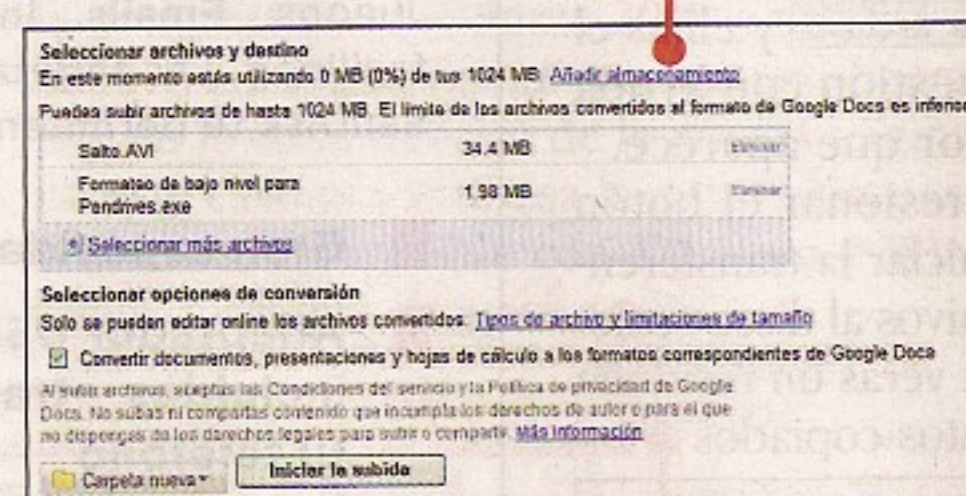 Seleccionar archivos y destino
En este momento estás utilizando 0 MB (0%) de tus 1024 MB. Añadir almacenamiento
Puedes subir archivos de hasta 1024 MB. El límite de los archivos convertidos al formato de Google Docs es inferior
Salto.AVI 34.4 MB Eliminar
Formateo de bajo nivel para
Pendrives.exe 1,98 MB Eliminar
Seleccionar más archivos
Seleccionar opciones de conversión
Solo se pueden editar online los archivos convertidos. Tipos de archivo y limitaciones de tamaño
Convertir documentos, presentaciones y hojas de cálculo a los formatos correspondientes de Google Docs
Al subir archivos, aceptas las Condiciones del servicio y la Política de privacidad de Google
Docs. No subas ni compartas contenido que incumpla los derechos de autor o para el que
no dispongas de los derechos legales para subir o compartir. Más información
Carpeta nueva Iniciar la subida